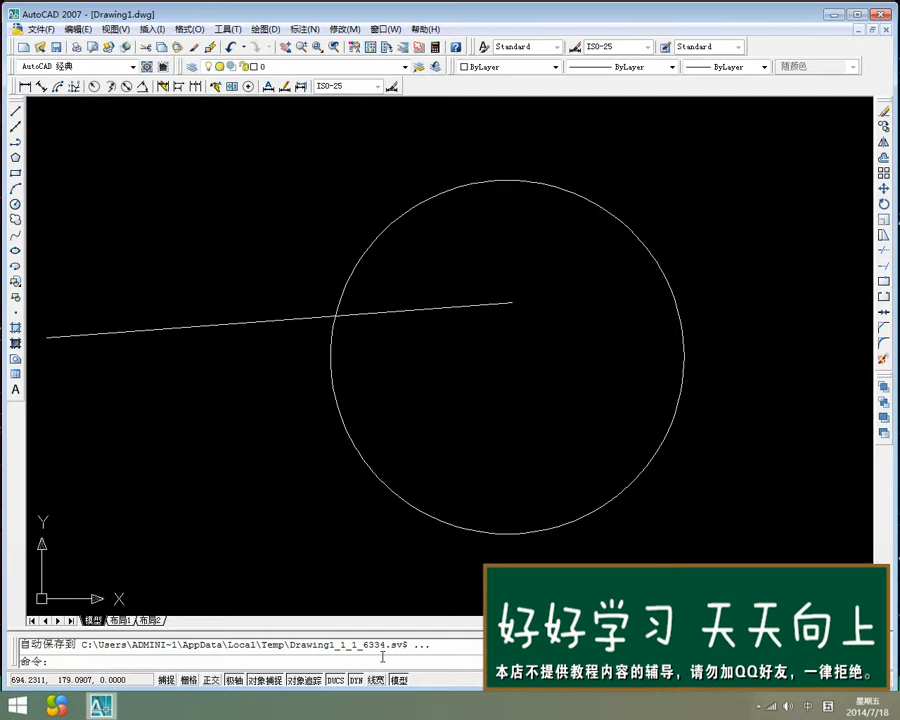 AutoCAD 2007 - [Drawing1.dwg]
文件(F) 编辑(E) 视图(V) 插入(I) 格式(O) 工具(T) 绘图(D) 标注(N) 修改(M) 窗口(W) 帮助(H)
Standard ISO-25 Standard
AutoCAD 经典 0 ByLayer ByLayer ByLayer 随颜色
ISO-25
A
Y
X
模型 布局1 布局2
自动保存到 C:\Users\ADMINI~1\AppData\Local\Temp\Drawing1_1_1_6334.sv$ ...
命令:
694.2311, 179.0907, 0.0000 捕捉 栅格 正交 极轴 对象捕捉 对象追踪 DUCS DYN 线宽 模型
好好学习 天天向上
本店不提供教程内容的辅导，请勿加QQ好友，一律拒绝。
中 五
星期五
2014/7/18